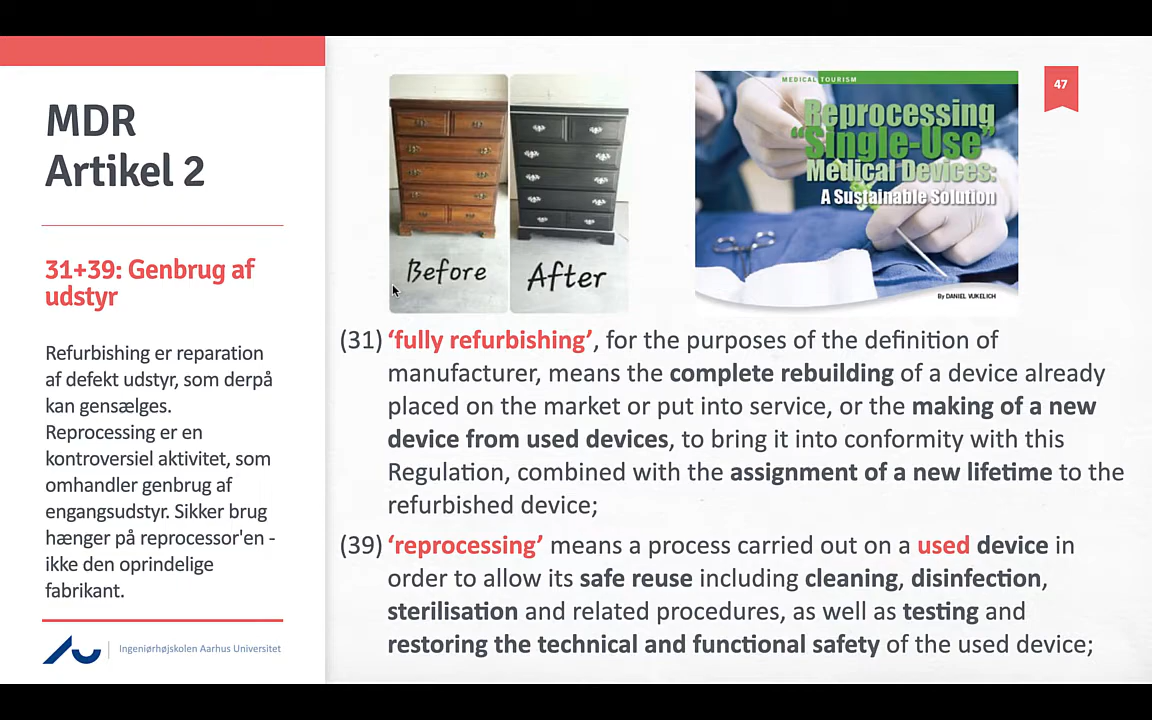 MDR
Artikel 2
31+39: Genbrug af
udstyr
Refurbishing er reparation
af defekt udstyr, som derpå
kan gensælges.
Reprocessing er en
kontroversiel aktivitet, som
omhandler genbrug af
engangsudstyr. Sikker brug
hænger på reprocessor'en -
ikke den oprindelige
fabrikant.
Ingeniørhøjskolen Aarhus Universitet
Before
After
MEDICAL TOURISM
Reprocessing
“Single-Use”
Medical Devices:
A Sustainable Solution
By DANIEL VUKELICH
47
(31) ‘fully refurbishing’, for the purposes of the definition of
manufacturer, means the complete rebuilding of a device already
placed on the market or put into service, or the making of a new
device from used devices, to bring it into conformity with this
Regulation, combined with the assignment of a new lifetime to the
refurbished device;
(39) ‘reprocessing’ means a process carried out on a used device in
order to allow its safe reuse including cleaning, disinfection,
sterilisation and related procedures, as well as testing and
restoring the technical and functional safety of the used device;